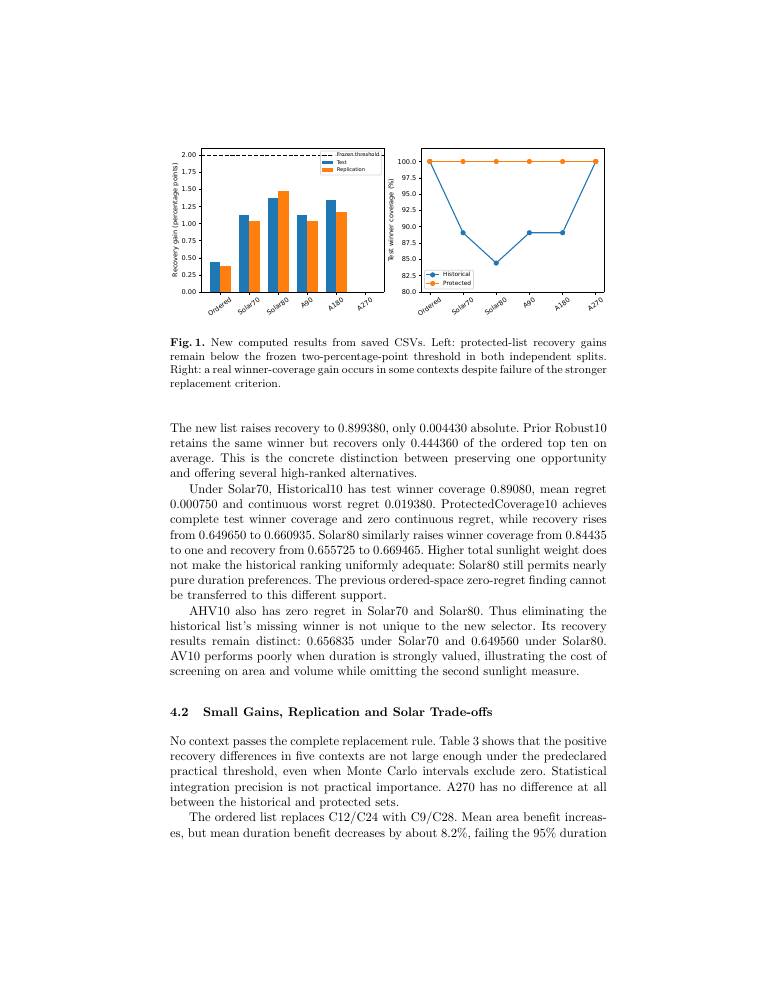 2.00
1.75
1.50
1.25
1.00
0.75
0.50
0.25
0.00
Recovery gain (percentage points)
Frozen threshold
Test
Replication
Ordered
Solar70
Solar80
A90
A180
A270
100.0
97.5
95.0
92.5
90.0
87.5
85.0
82.5
80.0
Test winner coverage (%)
Historical
Protected
Ordered
Solar70
Solar80
A90
A180
A270
Fig. 1. New computed results from saved CSVs. Left: protected-list recovery gains
remain below the frozen two-percentage-point threshold in both independent splits.
Right: a real winner-coverage gain occurs in some contexts despite failure of the stronger
replacement criterion.
The new list raises recovery to 0.899380, only 0.004430 absolute. Prior Robust10
retains the same winner but recovers only 0.444360 of the ordered top ten on
average. This is the concrete distinction between preserving one opportunity
and offering several high-ranked alternatives.
Under Solar70, Historical10 has test winner coverage 0.89080, mean regret
0.000750 and continuous worst regret 0.019380. ProtectedCoverage10 achieves
complete test winner coverage and zero continuous regret, while recovery rises
from 0.649650 to 0.660935. Solar80 similarly raises winner coverage from 0.84435
to one and recovery from 0.655725 to 0.669465. Higher total sunlight weight does
not make the historical ranking uniformly adequate: Solar80 still permits nearly
pure duration preferences. The previous ordered-space zero-regret finding cannot
be transferred to this different support.
AHV10 also has zero regret in Solar70 and Solar80. Thus eliminating the
historical list's missing winner is not unique to the new selector. Its recovery
results remain distinct: 0.656835 under Solar70 and 0.649560 under Solar80.
AV10 performs poorly when duration is strongly valued, illustrating the cost of
screening on area and volume while omitting the second sunlight measure.
4.2 Small Gains, Replication and Solar Trade-offs
No context passes the complete replacement rule. Table 3 shows that the positive
recovery differences in five contexts are not large enough under the predeclared
practical threshold, even when Monte Carlo intervals exclude zero. Statistical
integration precision is not practical importance. A270 has no difference at all
between the historical and protected sets.
The ordered list replaces C12/C24 with C9/C28. Mean area benefit increas-
es, but mean duration benefit decreases by about 8.2%, failing the 95% duration